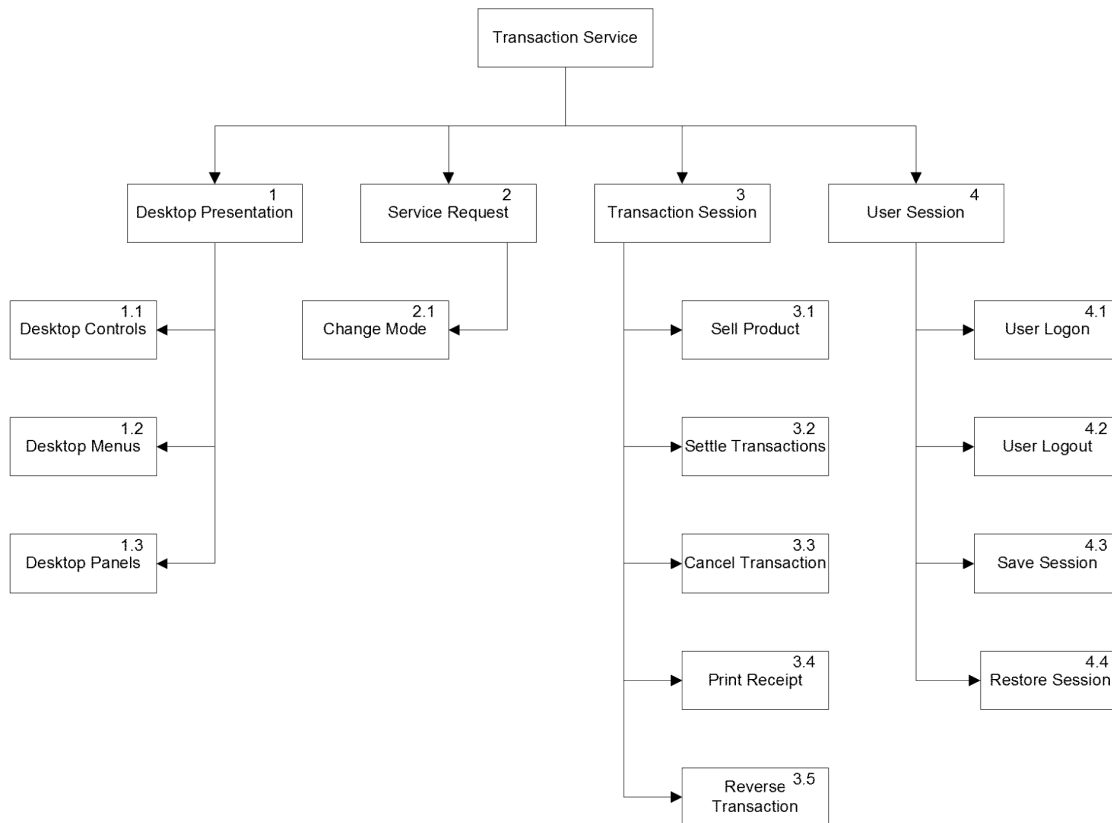 Transaction Service
1
Desktop Presentation
2
Service Request
3
Transaction Session
4
User Session
1.1
Desktop Controls
2.1
Change Mode
3.1
Sell Product
4.1
User Logon
1.2
Desktop Menus
3.2
Settle Transactions
4.2
User Logout
1.3
Desktop Panels
3.3
Cancel Transaction
4.3
Save Session
3.4
Print Receipt
4.4
Restore Session
3.5
Reverse
Transaction